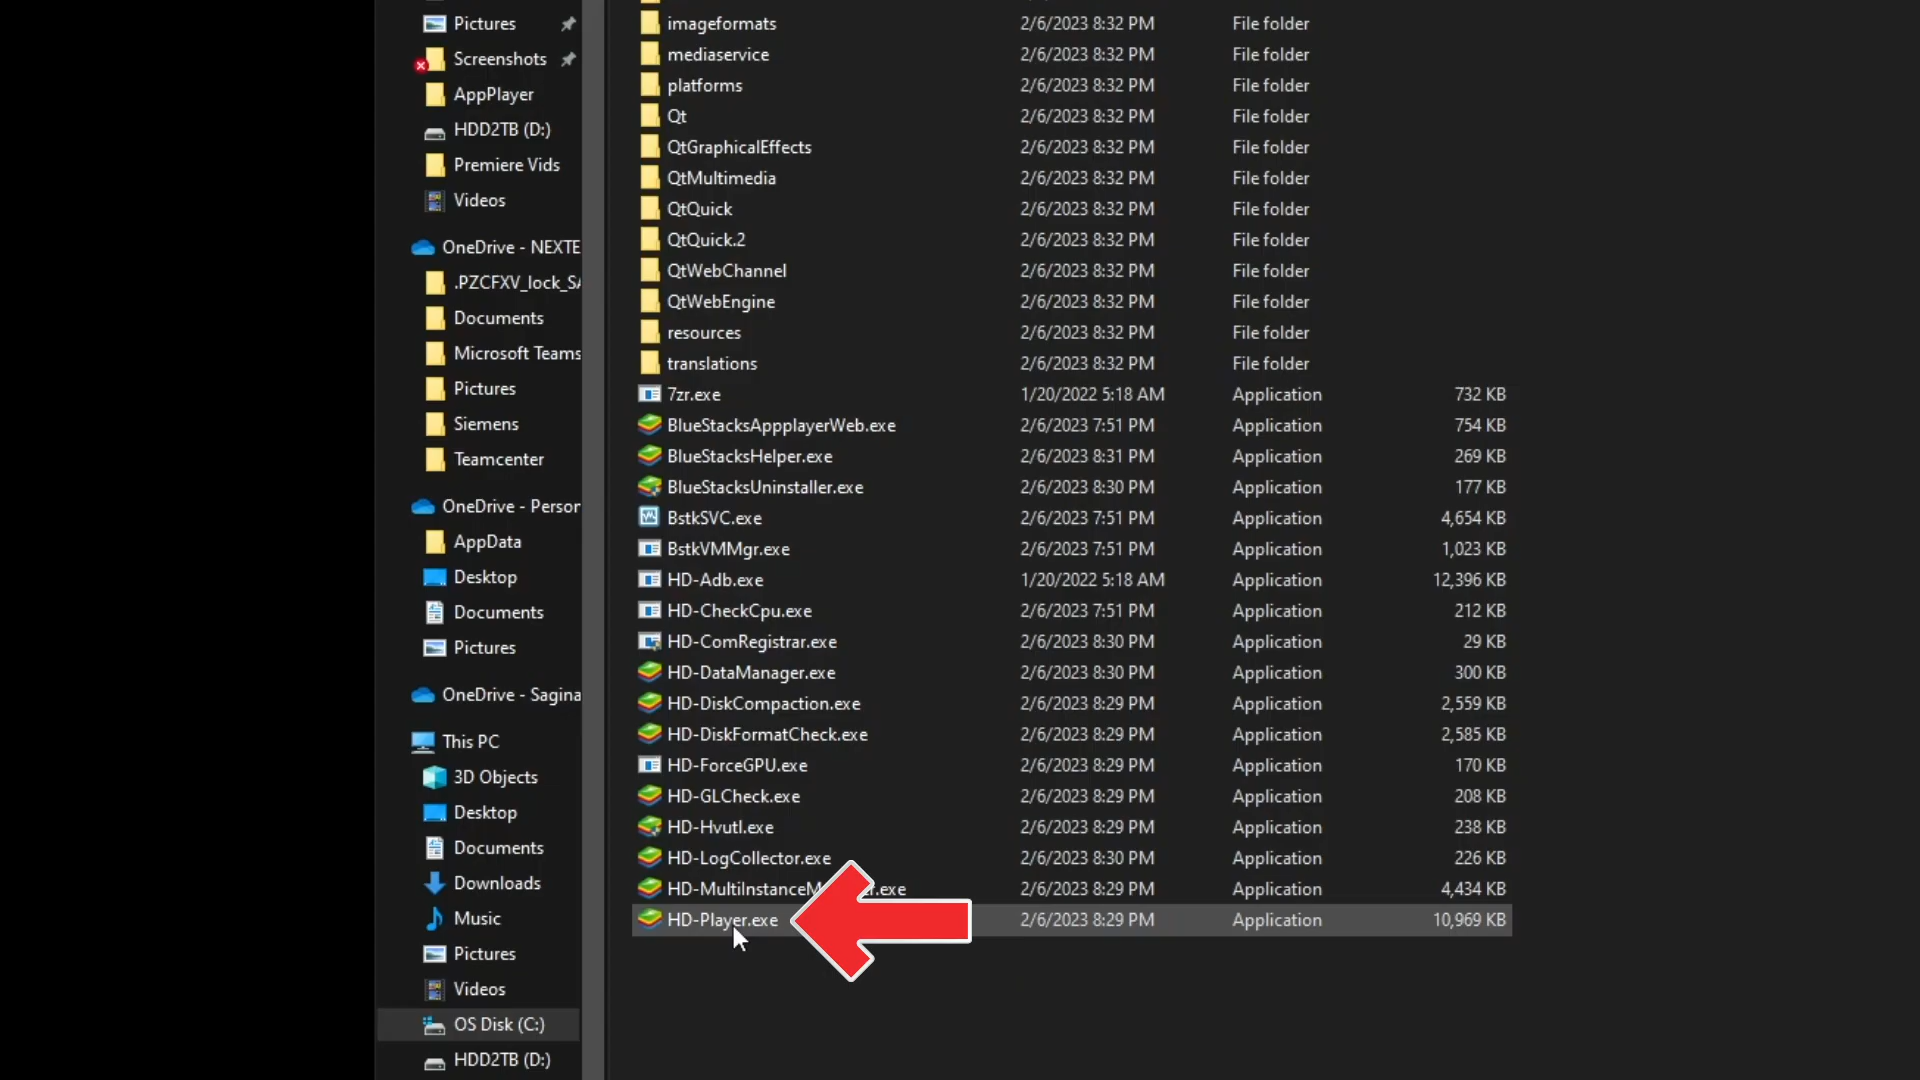 Pictures
Screenshots
AppPlayer
HDD2TB (D:)
Premiere Vids
Videos
OneDrive - NEXTE
.PZCFXV_lock_SA
Documents
Microsoft Teams
Pictures
Siemens
Teamcenter
OneDrive - Person
AppData
Desktop
Documents
Pictures
OneDrive - Sagina
This PC
3D Objects
Desktop
Documents
Downloads
Music
Pictures
Videos
OS Disk (C:)
HDD2TB (D:)
imageformats 2/6/2023 8:32 PM File folder
mediaservice 2/6/2023 8:32 PM File folder
platforms 2/6/2023 8:32 PM File folder
Qt 2/6/2023 8:32 PM File folder
QtGraphicalEffects 2/6/2023 8:32 PM File folder
QtMultimedia 2/6/2023 8:32 PM File folder
QtQuick 2/6/2023 8:32 PM File folder
QtQuick.2 2/6/2023 8:32 PM File folder
QtWebChannel 2/6/2023 8:32 PM File folder
QtWebEngine 2/6/2023 8:32 PM File folder
resources 2/6/2023 8:32 PM File folder
translations 2/6/2023 8:32 PM File folder
7zr.exe 1/20/2022 5:18 AM Application 732 KB
BlueStacksAppplayerWeb.exe 2/6/2023 7:51 PM Application 754 KB
BlueStacksHelper.exe 2/6/2023 8:31 PM Application 269 KB
BlueStacksUninstaller.exe 2/6/2023 8:30 PM Application 177 KB
BstkSVC.exe 2/6/2023 7:51 PM Application 4,654 KB
BstkVMMgr.exe 2/6/2023 7:51 PM Application 1,023 KB
HD-Adb.exe 1/20/2022 5:18 AM Application 12,396 KB
HD-CheckCpu.exe 2/6/2023 7:51 PM Application 212 KB
HD-ComRegistrar.exe 2/6/2023 8:30 PM Application 29 KB
HD-DataManager.exe 2/6/2023 8:30 PM Application 300 KB
HD-DiskCompaction.exe 2/6/2023 8:29 PM Application 2,559 KB
HD-DiskFormatCheck.exe 2/6/2023 8:29 PM Application 2,585 KB
HD-ForceGPU.exe 2/6/2023 8:29 PM Application 170 KB
HD-GLCheck.exe 2/6/2023 8:29 PM Application 208 KB
HD-Hvutl.exe 2/6/2023 8:29 PM Application 238 KB
HD-LogCollector.exe 2/6/2023 8:30 PM Application 226 KB
HD-MultiInstanceM er.exe 2/6/2023 8:29 PM Application 4,434 KB
HD-Player.exe 2/6/2023 8:29 PM Application 10,969 KB